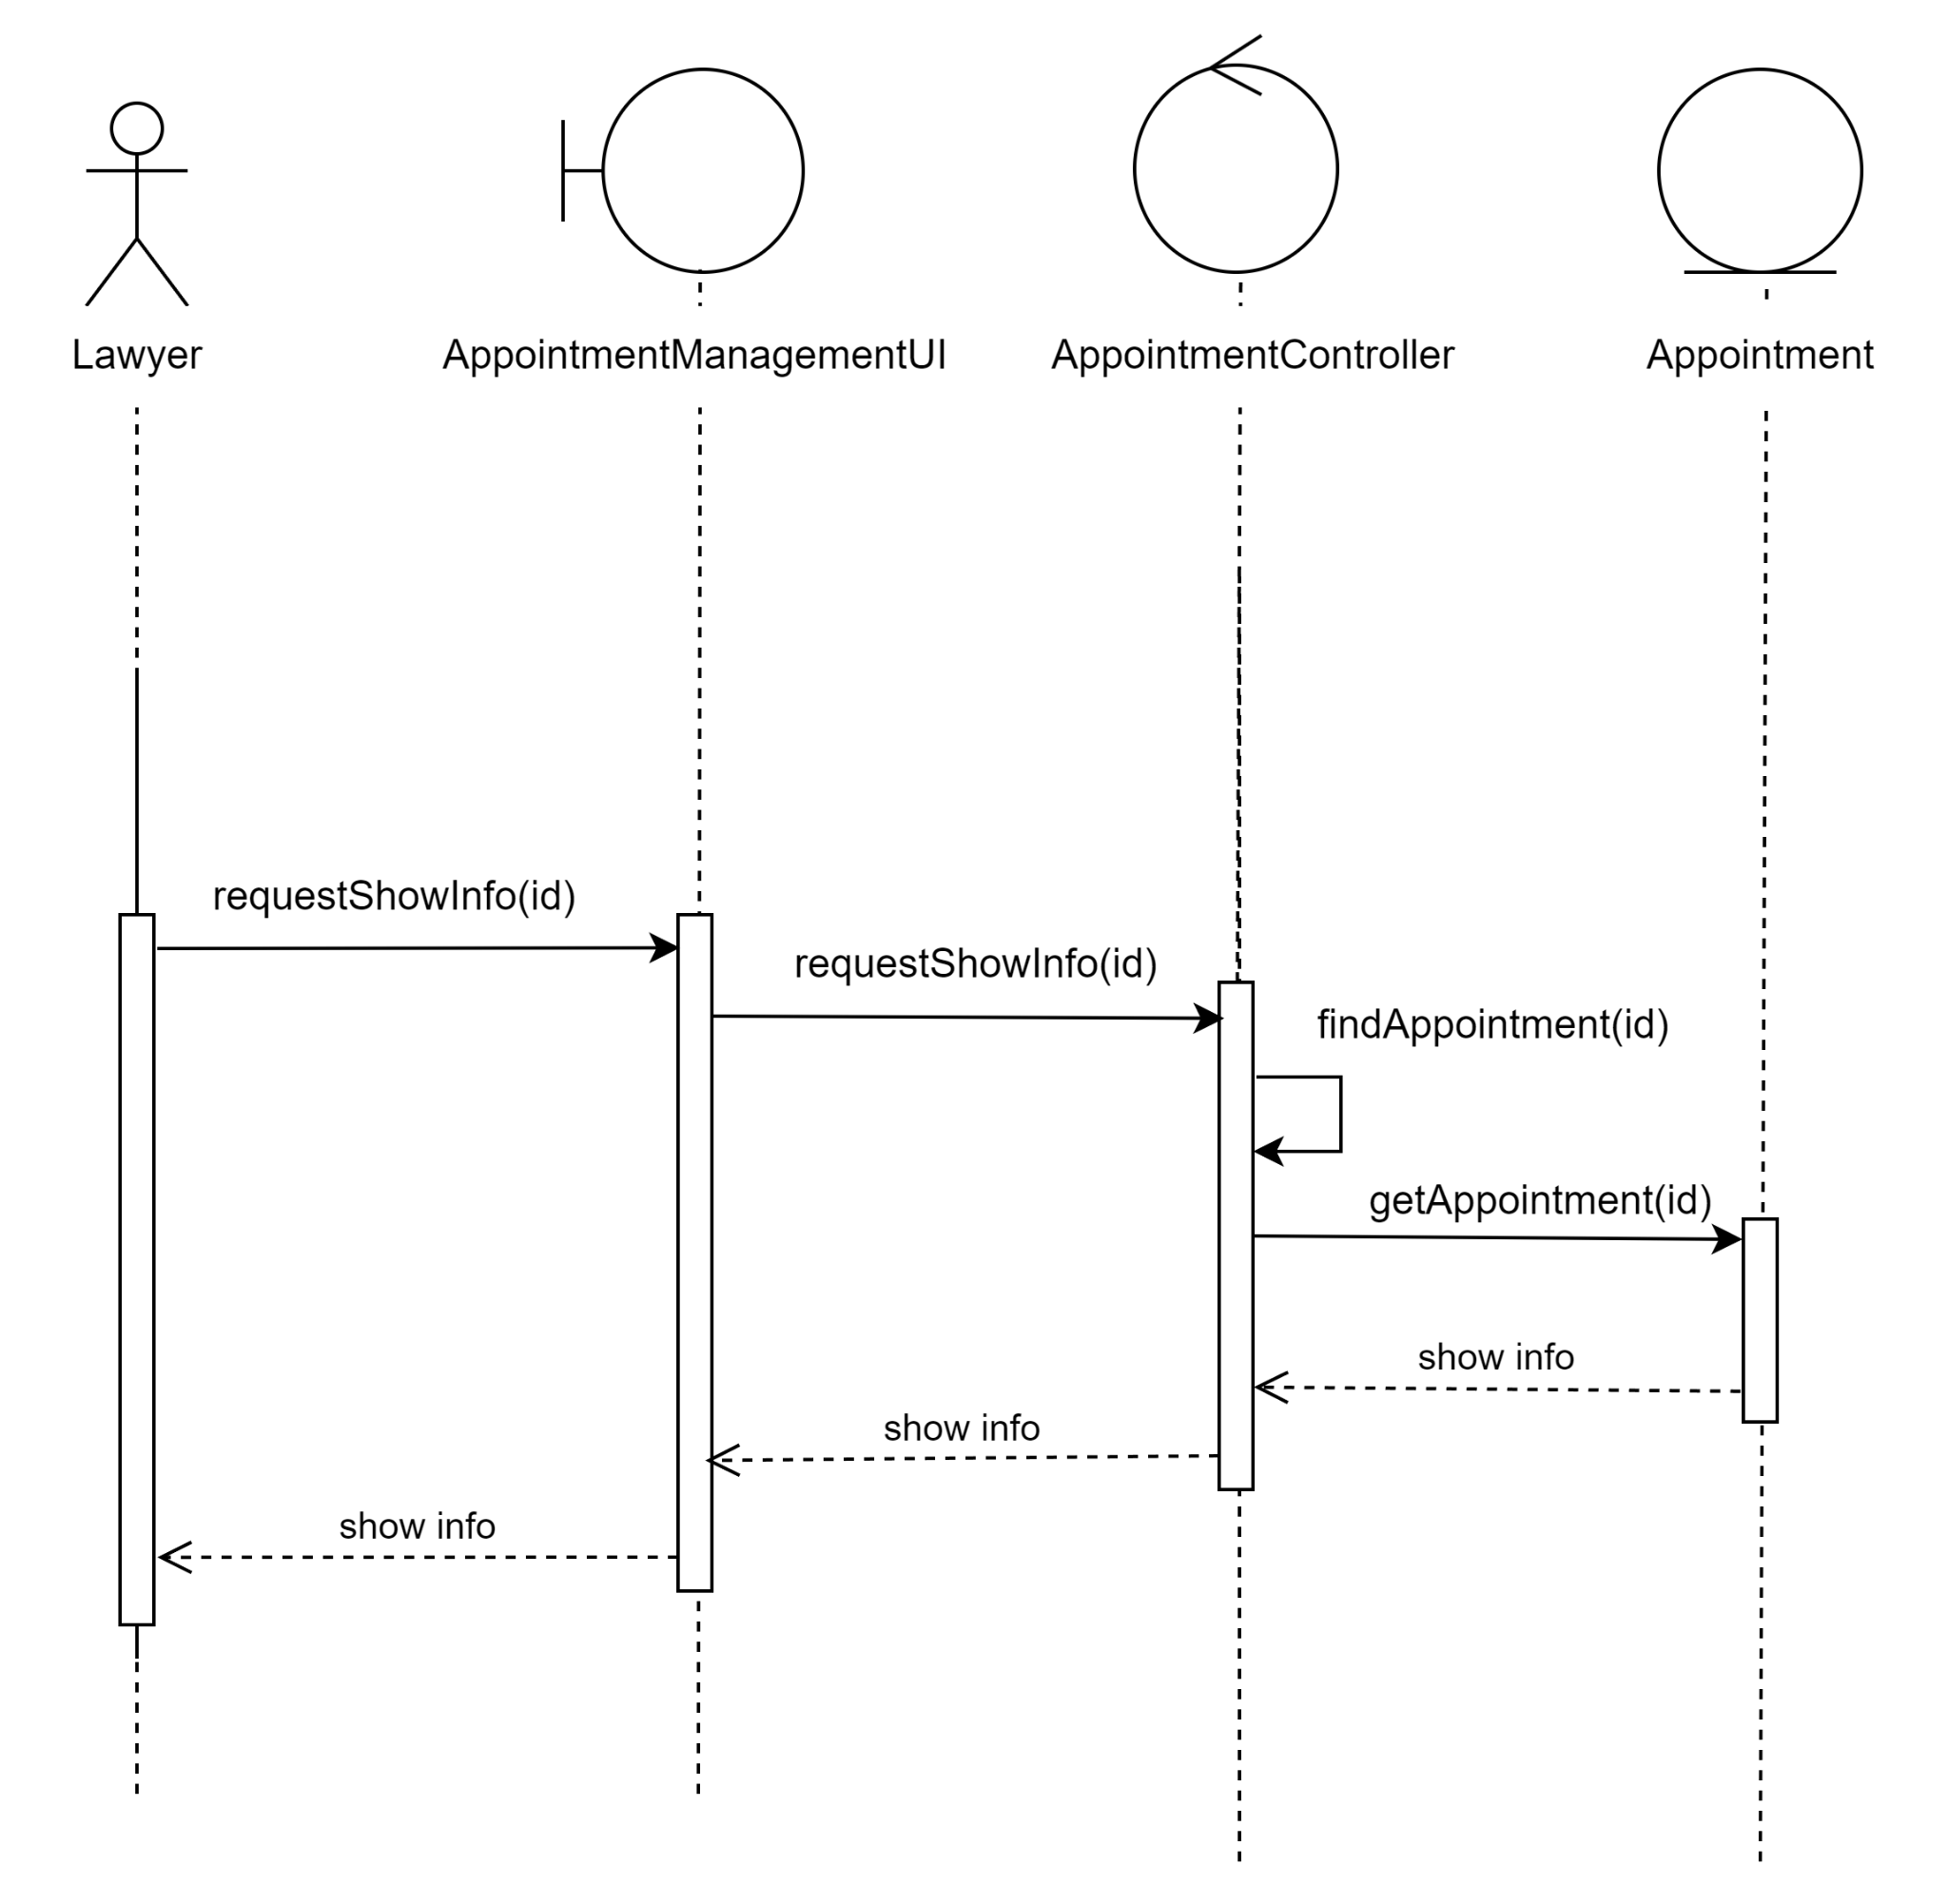 Lawyer
AppointmentManagementUI
AppointmentController
Appointment
requestShowInfo(id)
requestShowInfo(id)
findAppointment(id)
getAppointment(id)
show info
show info
show info